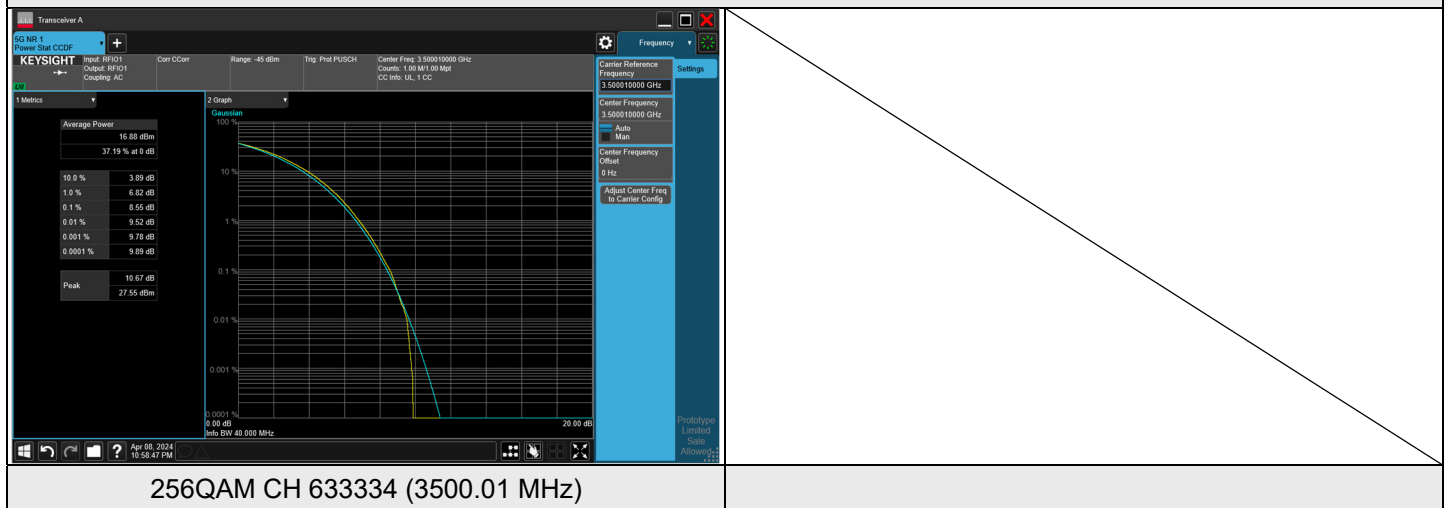 Transceiver A
5G NR 1
Power Stat CCDF
Frequency
KEYSIGHT
LXI
Input: RFIO1
Output: RFIO1
Coupling: AC
Corr CCorr
Range: -45 dBm
Trig: Prot PUSCH
Center Freq: 3.500010000 GHz
Counts: 1.00 M/1.00 Mpt
CC Info: UL, 1 CC
1 Metrics
Average Power
16.88 dBm
37.19 % at 0 dB
10.0 % 3.89 dB
1.0 % 6.82 dB
0.1 % 8.55 dB
0.01 % 9.52 dB
0.001 % 9.78 dB
0.0001 % 9.89 dB
Peak
10.67 dB
27.55 dBm
2 Graph
Gaussian
100 %
10 %
1 %
0.1 %
0.01 %
0.001 %
0.0001 %
0.00 dB 20.00 dB
Info BW 40.000 MHz
Carrier Reference
Frequency
3.500010000 GHz
Center Frequency
3.500010000 GHz
Auto
Man
Center Frequency
Offset
0 Hz
Adjust Center Freq
to Carrier Config
Settings
Prototype
Limited
Sale
Allowed
?
Apr 08, 2024
10:58:47 PM
256QAM CH 633334 (3500.01 MHz)